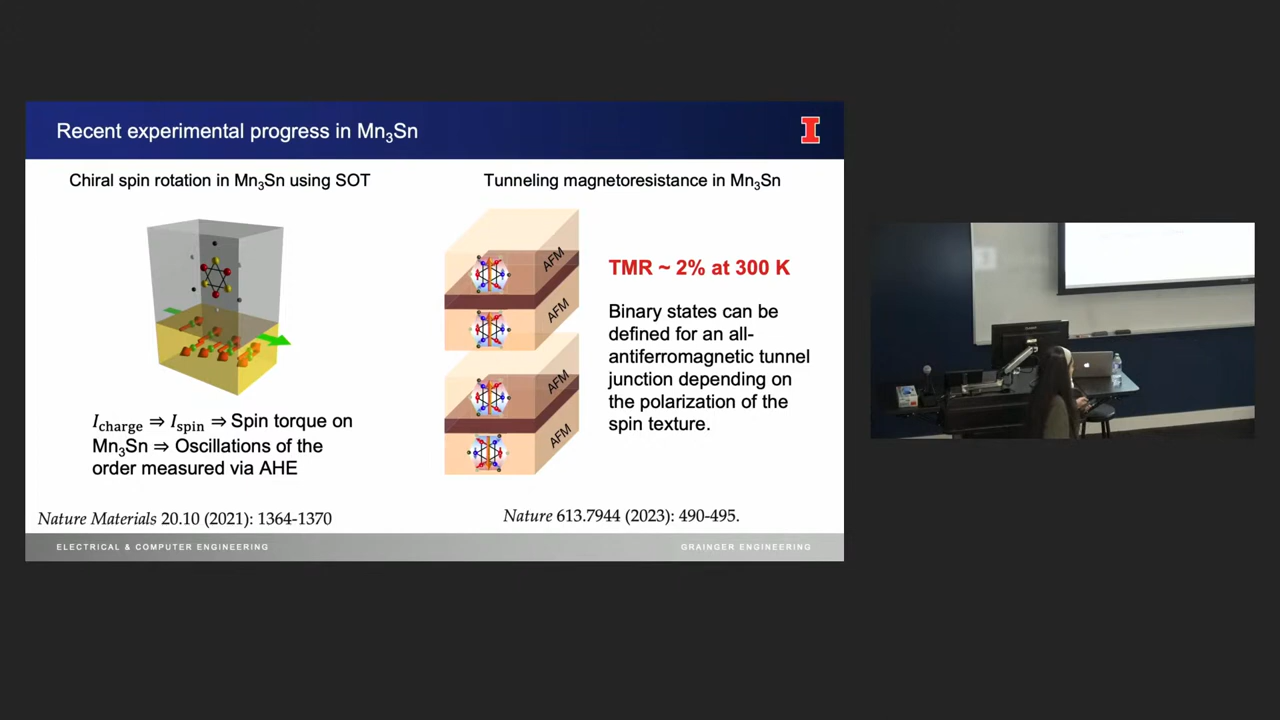 Recent experimental progress in Mn₃Sn
Chiral spin rotation in Mn₃Sn using SOT
I_charge ⇒ I_spin ⇒ Spin torque on
Mn₃Sn ⇒ Oscillations of the
order measured via AHE
Nature Materials 20.10 (2021): 1364-1370
Tunneling magnetoresistance in Mn₃Sn
AFM
AFM
AFM
AFM
TMR ~ 2% at 300 K
Binary states can be
defined for an all-
antiferromagnetic tunnel
junction depending on
the polarization of the
spin texture.
Nature 613.7944 (2023): 490-495.
ELECTRICAL & COMPUTER ENGINEERING
GRAINGER ENGINEERING